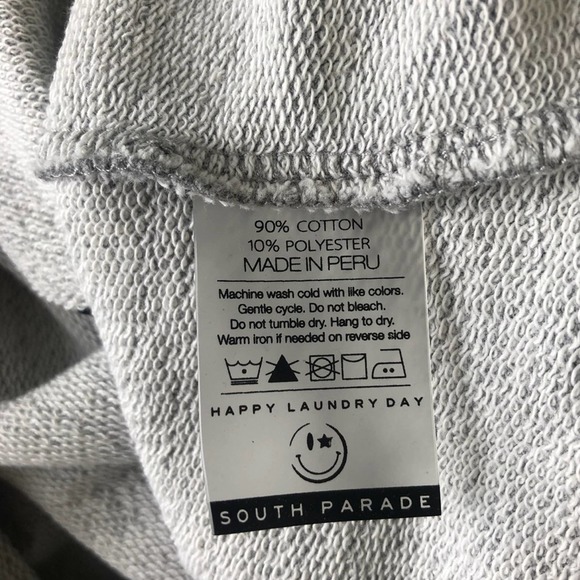 90% COTTON
10% POLYESTER
MADE IN PERU
Machine wash cold with like colors.
Gentle cycle. Do not bleach.
Do not tumble dry. Hang to dry.
Warm iron if needed on reverse side
HAPPY LAUNDRY DAY
SOUTH PARADE